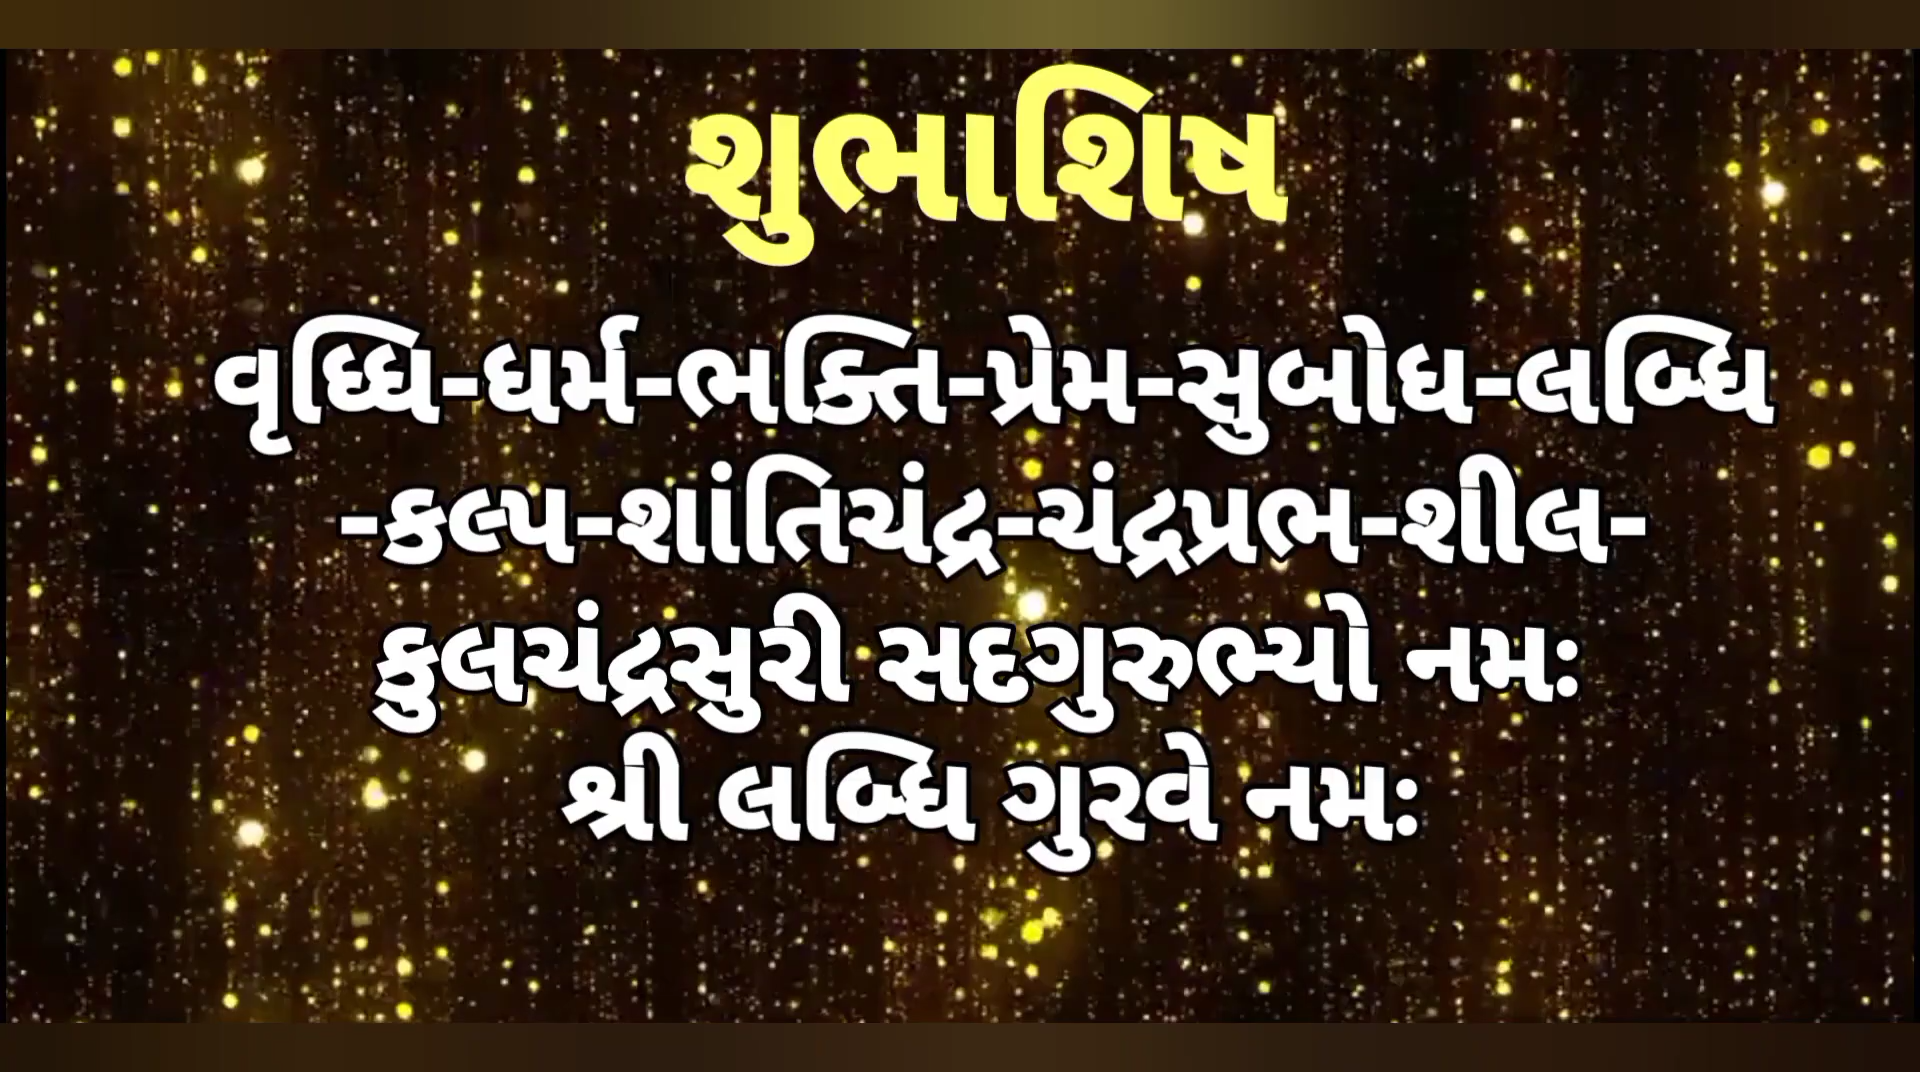 શુભાશિષ
વૃધ્ધિ-ધર્મ-ભક્તિ-પ્રેમ-સુબોધ-લબ્ધિ
-કલ્પ-શાંતિચંદ્ર-ચંદ્રપ્રભ-શીલ-
કુલચંદ્રસુરી સદગુરુભ્યો નમઃ
શ્રી લબ્ધિ ગુરવે નમઃ